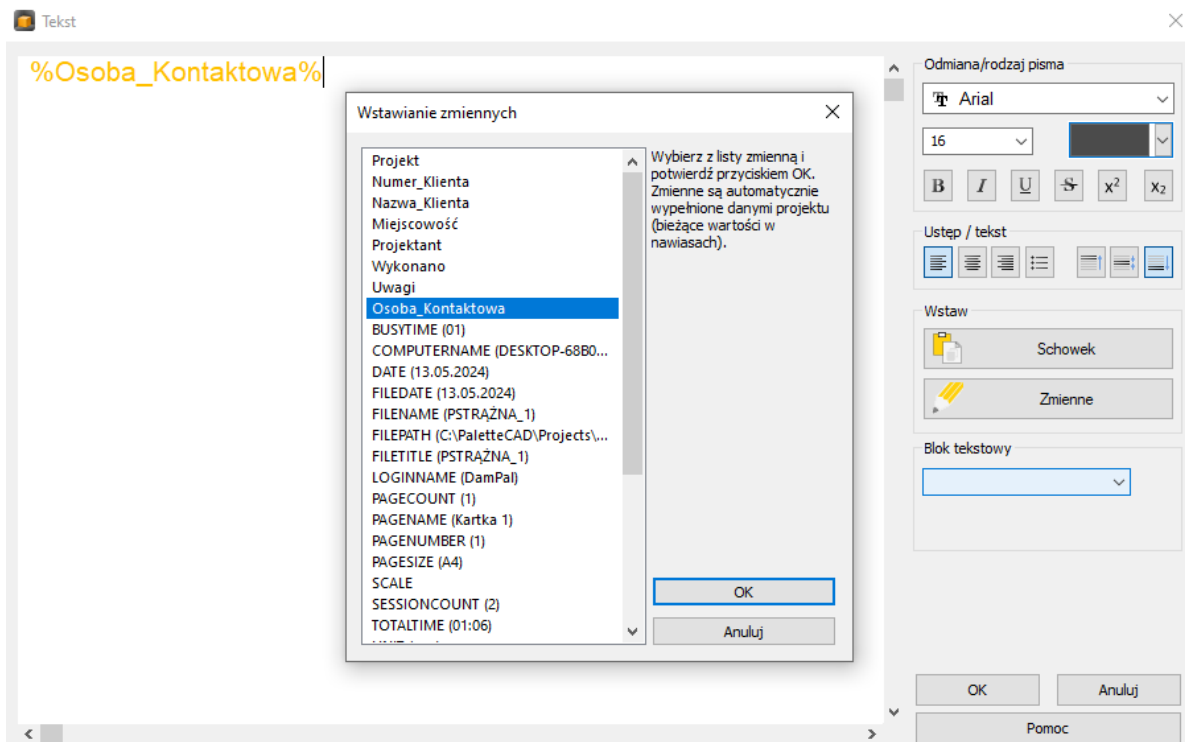 Tekst
%Osoba_Kontaktowa%
Wstawianie zmiennych
Projekt
Numer_Klienta
Nazwa_Klienta
Miejscowość
Projektant
Wykonano
Uwagi
Osoba_Kontaktowa
BUSYTIME (01)
COMPUTERNAME (DESKTOP-68B0...
DATE (13.05.2024)
FILEDATE (13.05.2024)
FILENAME (PSTRĄŻNA_1)
FILEPATH (C:\PaletteCAD\Projects\...
FILETITLE (PSTRĄŻNA_1)
LOGINNAME (DamPal)
PAGECOUNT (1)
PAGENAME (Kartka 1)
PAGENUMBER (1)
PAGESIZE (A4)
SCALE
SESSIONCOUNT (2)
TOTALTIME (01:06)
Wybierz z listy zmienną i
potwierdź przyciskiem OK.
Zmienne są automatycznie
wypełnione danymi projektu
(bieżące wartości w
nawiasach).
OK
Anuluj
Odmiana/rodzaj pisma
Arial
16
B I U S x² x₂
Ustęp / tekst
Wstaw
Schowek
Zmienne
Blok tekstowy
OK Anuluj
Pomoc